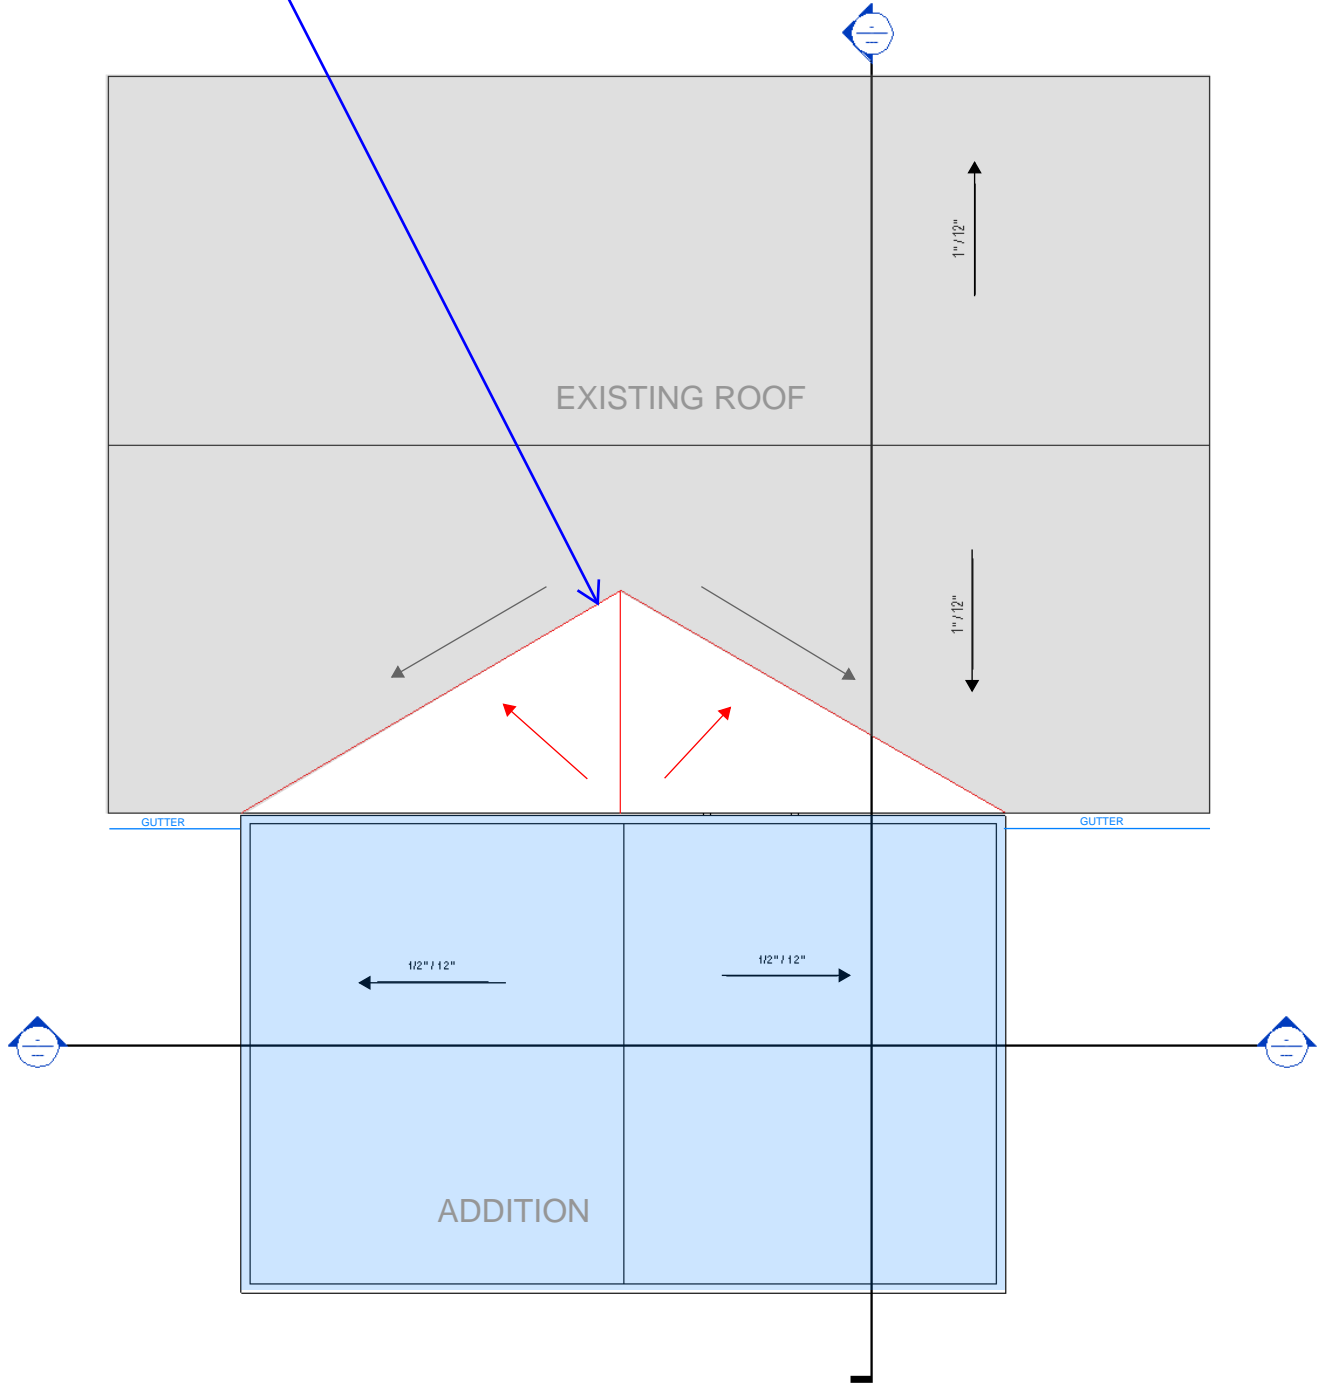 -
---
1" / 12"
EXISTING ROOF
1" / 12"
GUTTER
GUTTER
1/2" / 12"
1/2" / 12"
-
---
-
---
ADDITION